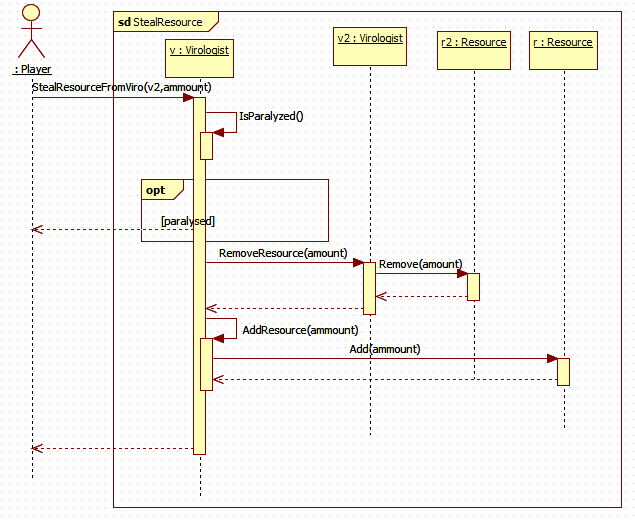 sd StealResource
v : Virologist
v2 : Virologist
r2 : Resource
r : Resource
: Player
StealResourceFromViro(v2,ammount)
IsParalyzed()
opt
[paralysed]
RemoveResource(amount)
Remove(amount)
AddResource(ammount)
Add(ammount)